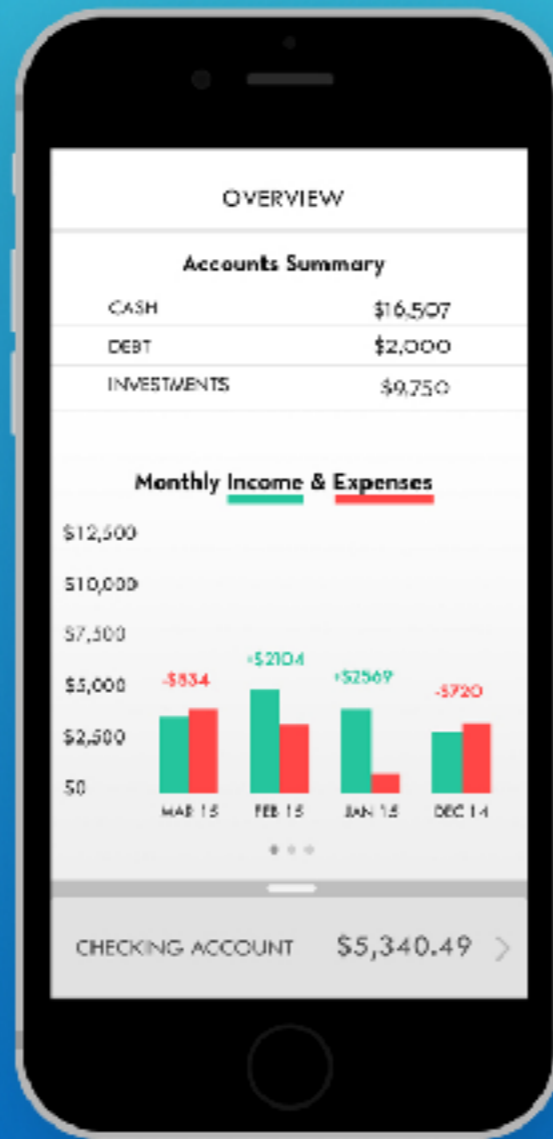 OVERVIEW
Accounts Summary
CASH $16,507
DEBT $2,000
INVESTMENTS $9,750
Monthly Income & Expenses
$12,500
$10,000
$7,500
$5,000
$2,500
$0
-$834 +$2104 +$2569 -$720
MAR 15 FEB 15 JAN 15 DEC 14
CHECKING ACCOUNT $5,340.49 >